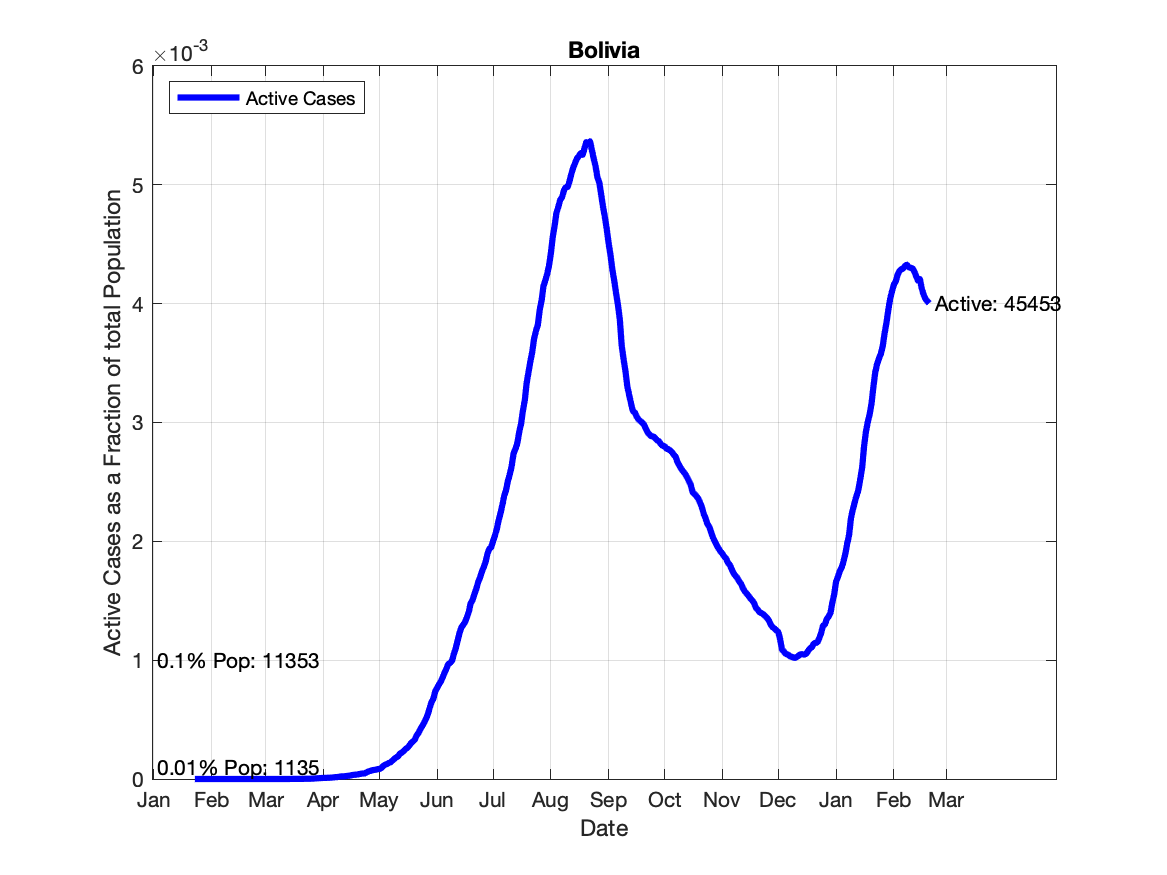 Bolivia
×10-3
Active Cases
6
5
4
3
2
1
0
Active Cases as a Fraction of total Population
Active: 45453
0.1% Pop: 11353
0.01% Pop: 1135
Jan Feb Mar Apr May Jun Jul Aug Sep Oct Nov Dec Jan Feb Mar
Date